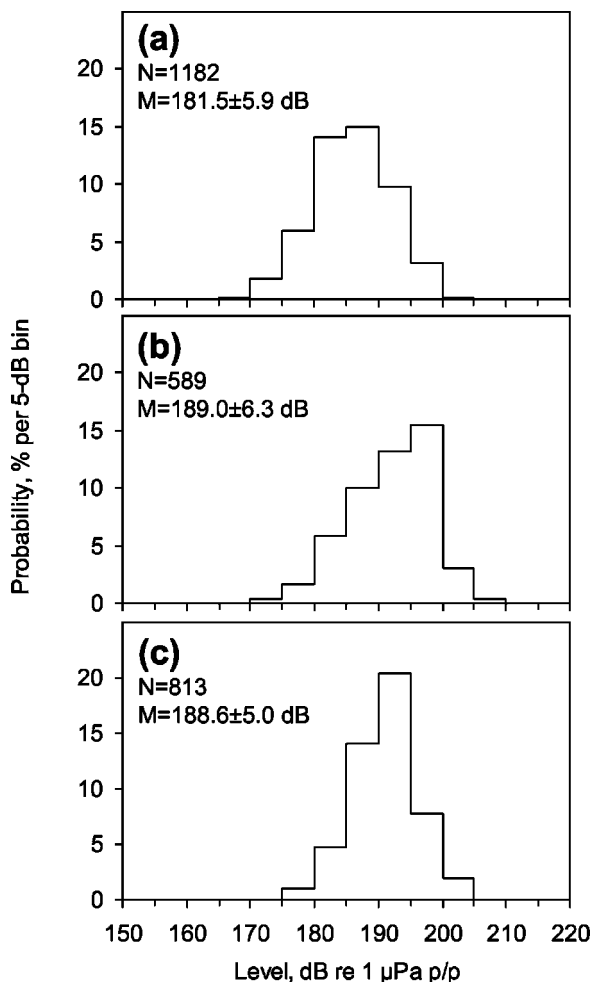 (a)
N=1182
M=181.5±5.9 dB
20
15
10
5
0
(b)
N=589
M=189.0±6.3 dB
20
15
10
5
0
(c)
N=813
M=188.6±5.0 dB
20
15
10
5
0
Probability, % per 5-dB bin
150 160 170 180 190 200 210 220
Level, dB re 1 µPa p/p